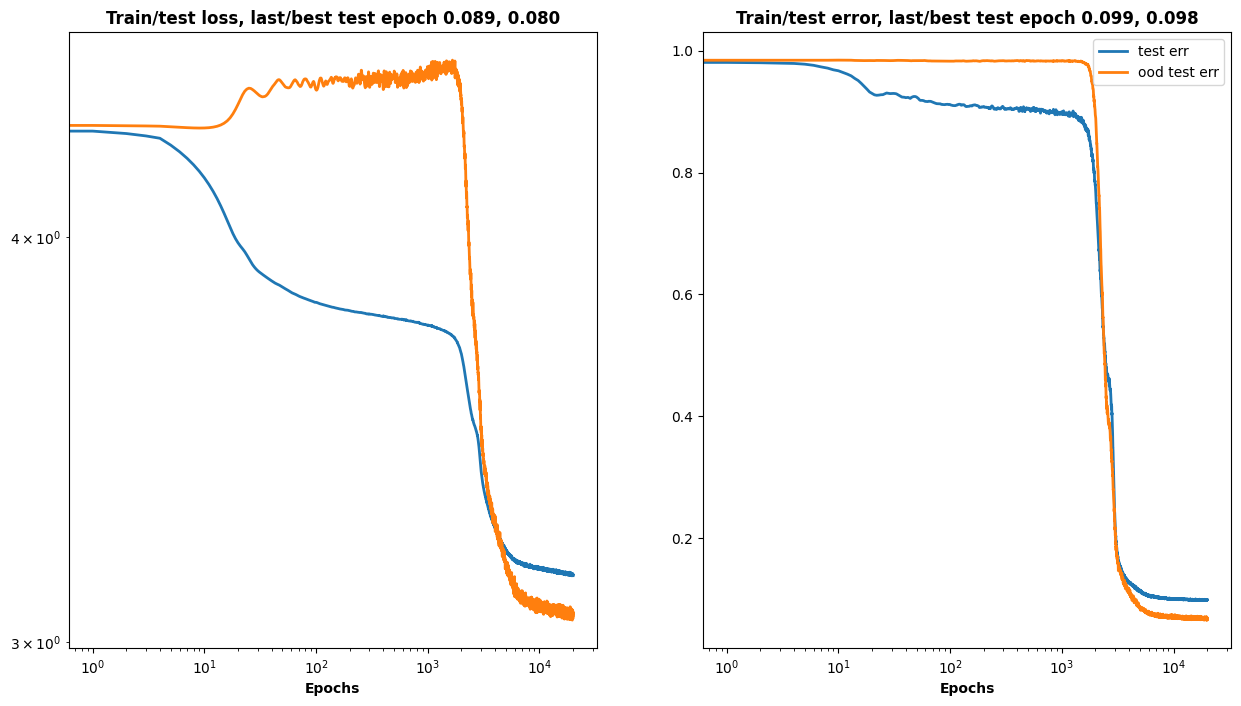 Train/test loss, last/best test epoch 0.089, 0.080
4 × 10⁰
3 × 10⁰
10⁰ 10¹ 10² 10³ 10⁴
Epochs
Train/test error, last/best test epoch 0.099, 0.098
test err
ood test err
1.0
0.8
0.6
0.4
0.2
10⁰ 10¹ 10² 10³ 10⁴
Epochs